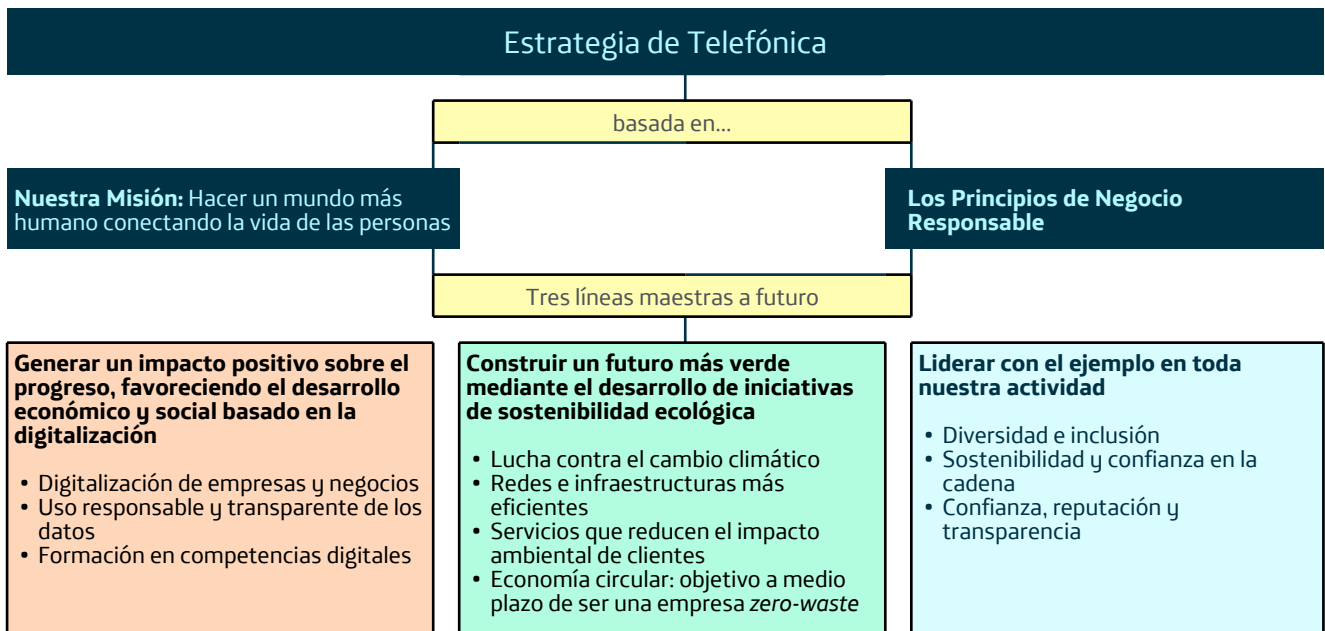 Estrategia de Telefónica
basada en...
Nuestra Misión: Hacer un mundo más
humano conectando la vida de las personas
Los Principios de Negocio
Responsable
Tres líneas maestras a futuro
Generar un impacto positivo sobre el
progreso, favoreciendo el desarrollo
económico y social basado en la
digitalización
• Digitalización de empresas y negocios
• Uso responsable y transparente de los
datos
• Formación en competencias digitales
Construir un futuro más verde
mediante el desarrollo de iniciativas
de sostenibilidad ecológica
• Lucha contra el cambio climático
• Redes e infraestructuras más
eficientes
• Servicios que reducen el impacto
ambiental de clientes
• Economía circular: objetivo a medio
plazo de ser una empresa zero-waste
Liderar con el ejemplo en toda
nuestra actividad
• Diversidad e inclusión
• Sostenibilidad y confianza en la
cadena
• Confianza, reputación y
transparencia